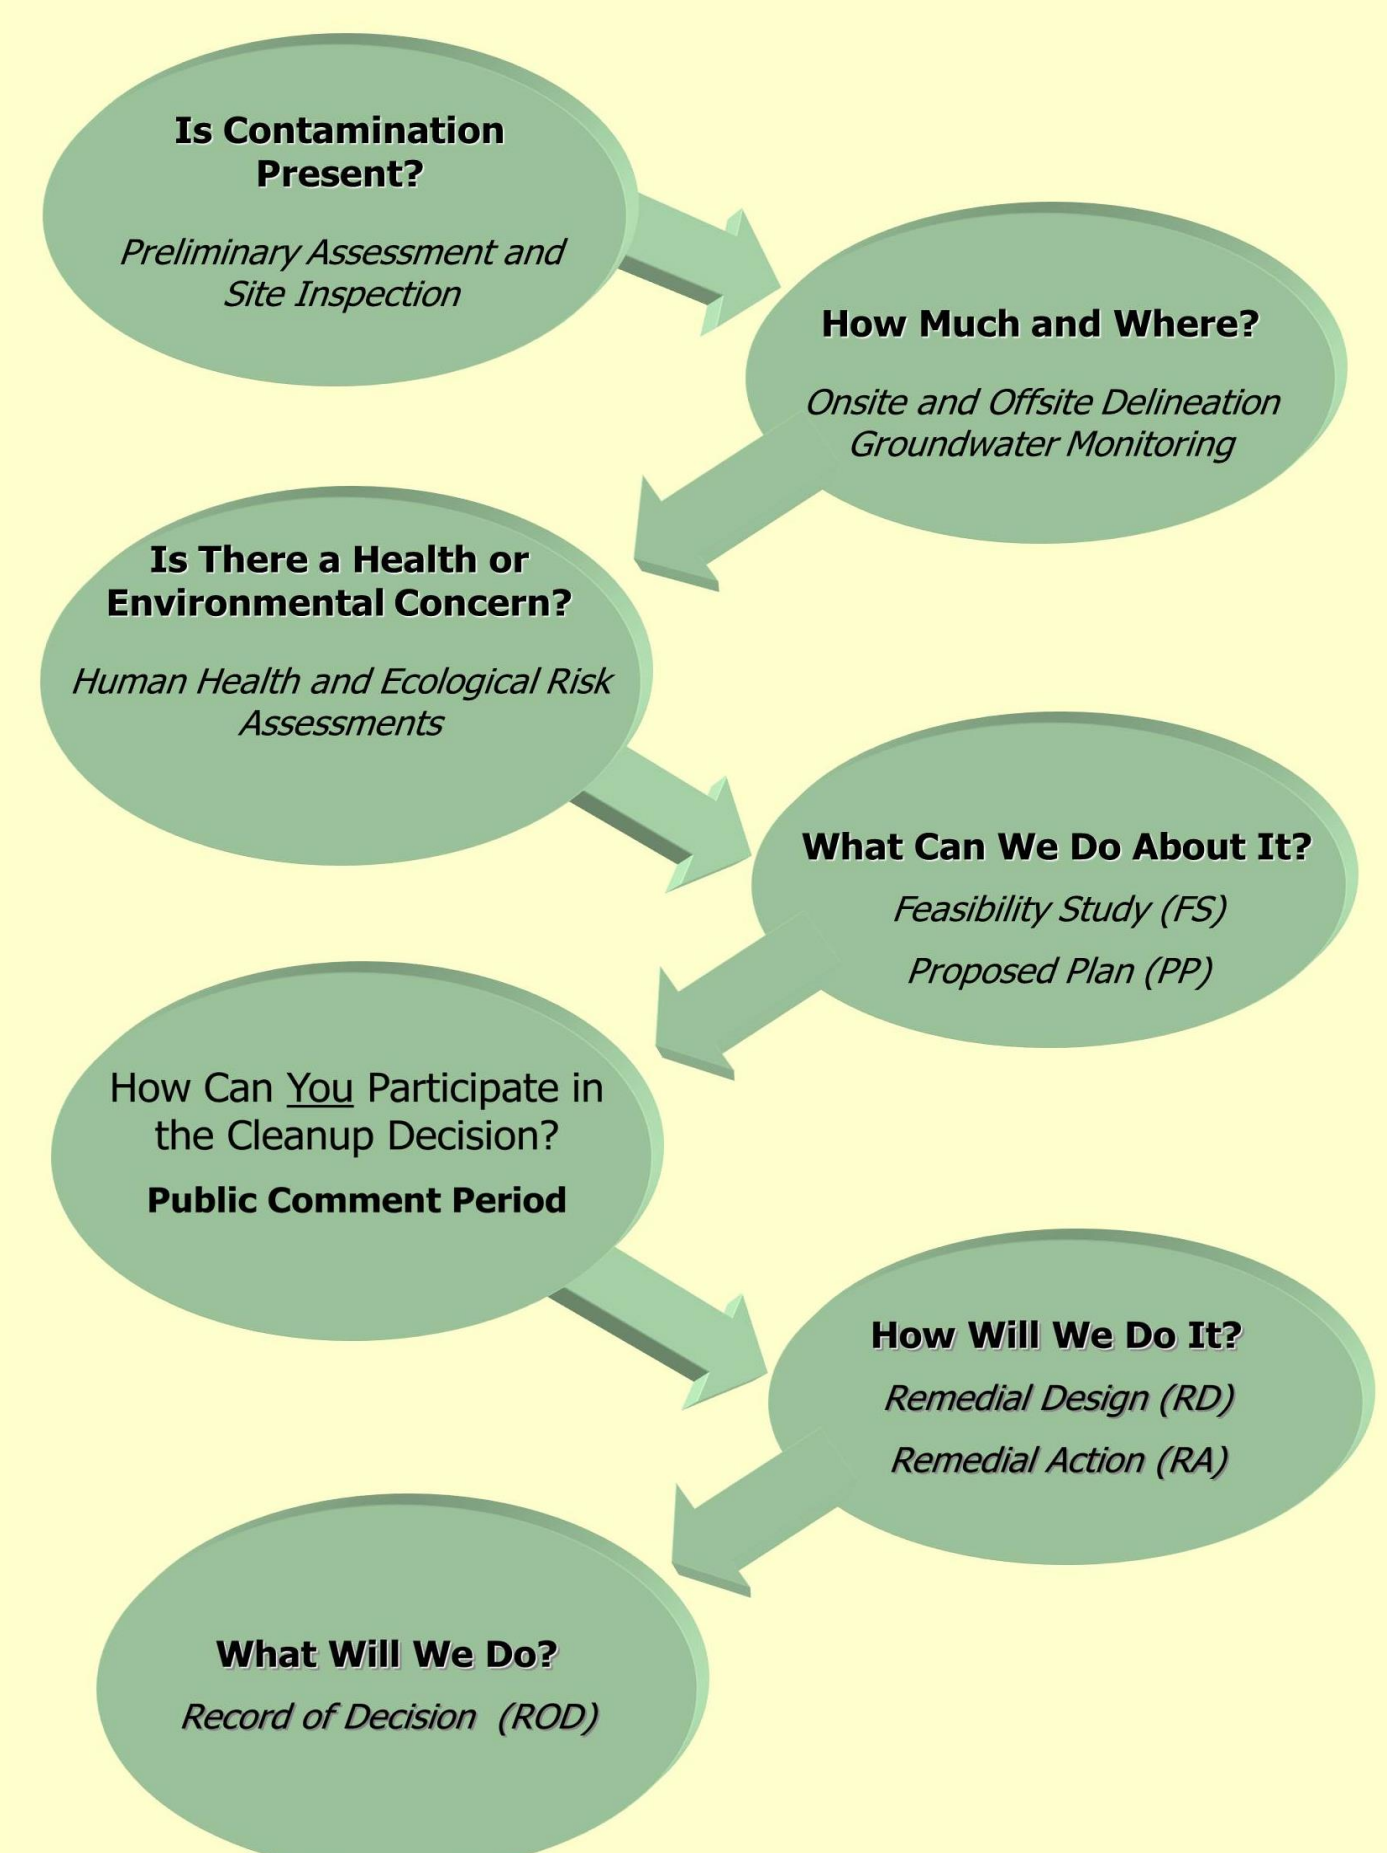 Is Contamination
Present?
Preliminary Assessment and
Site Inspection
How Much and Where?
Onsite and Offsite Delineation
Groundwater Monitoring
Is There a Health or
Environmental Concern?
Human Health and Ecological Risk
Assessments
What Can We Do About It?
Feasibility Study (FS)
Proposed Plan (PP)
How Can You Participate in
the Cleanup Decision?
Public Comment Period
How Will We Do It?
Remedial Design (RD)
Remedial Action (RA)
What Will We Do?
Record of Decision (ROD)